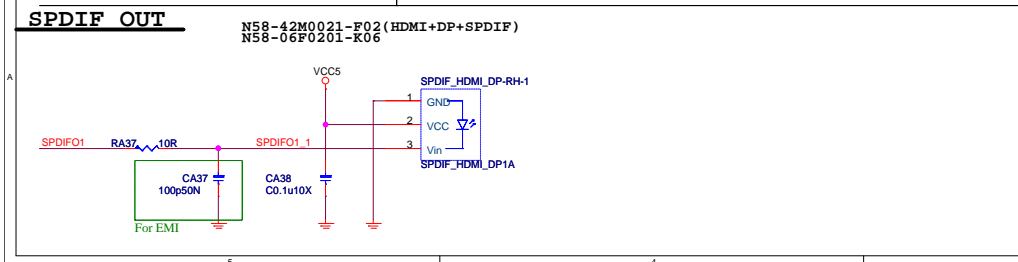 SPDIF OUT
N58-42M0021-F02(HDMI+DP+SPDIF)
N58-06F0201-K06
A
VCC5
SPDIF_HDMI_DP-RH-1
1
GND
2
VCC
SPDIFO1
RA37
10R
SPDIFO1_1
3
Vin
SPDIF_HDMI_DP1A
CA37
100p50N
CA38
C0.1u10X
For EMI
5
4